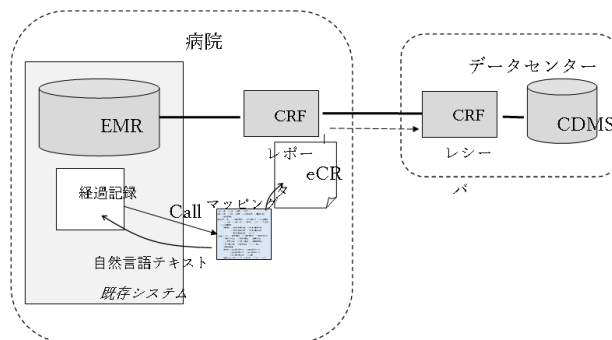 病院
データセンター
EMR
CRF
レポー
タ
CRF
レシー
バ
CDMS
eCR
経過記録
Call
マッピング
自然言語テキスト
既存システム